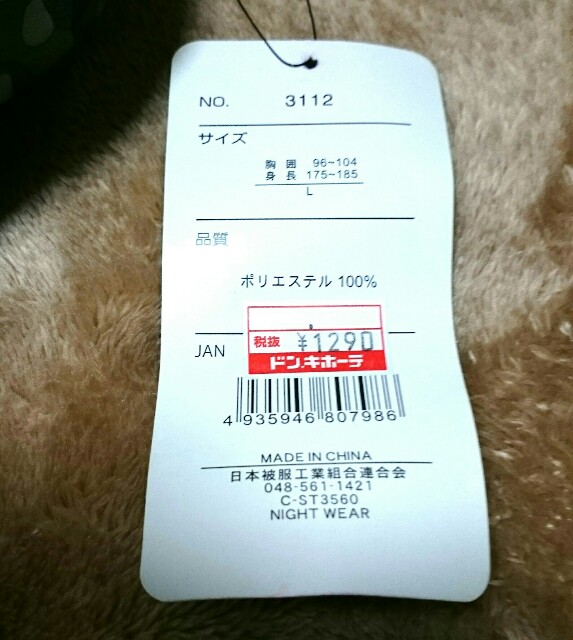 NO. 3112
サイズ
胸 囲 96~104
身 長 175~185
L
品質
ポリエステル 100%
税抜 ¥1290
ドン.キホーテ
JAN
4 935946 807986
MADE IN CHINA
日本被服工業組合連合会
048-561-1421
C-ST3560
NIGHT WEAR